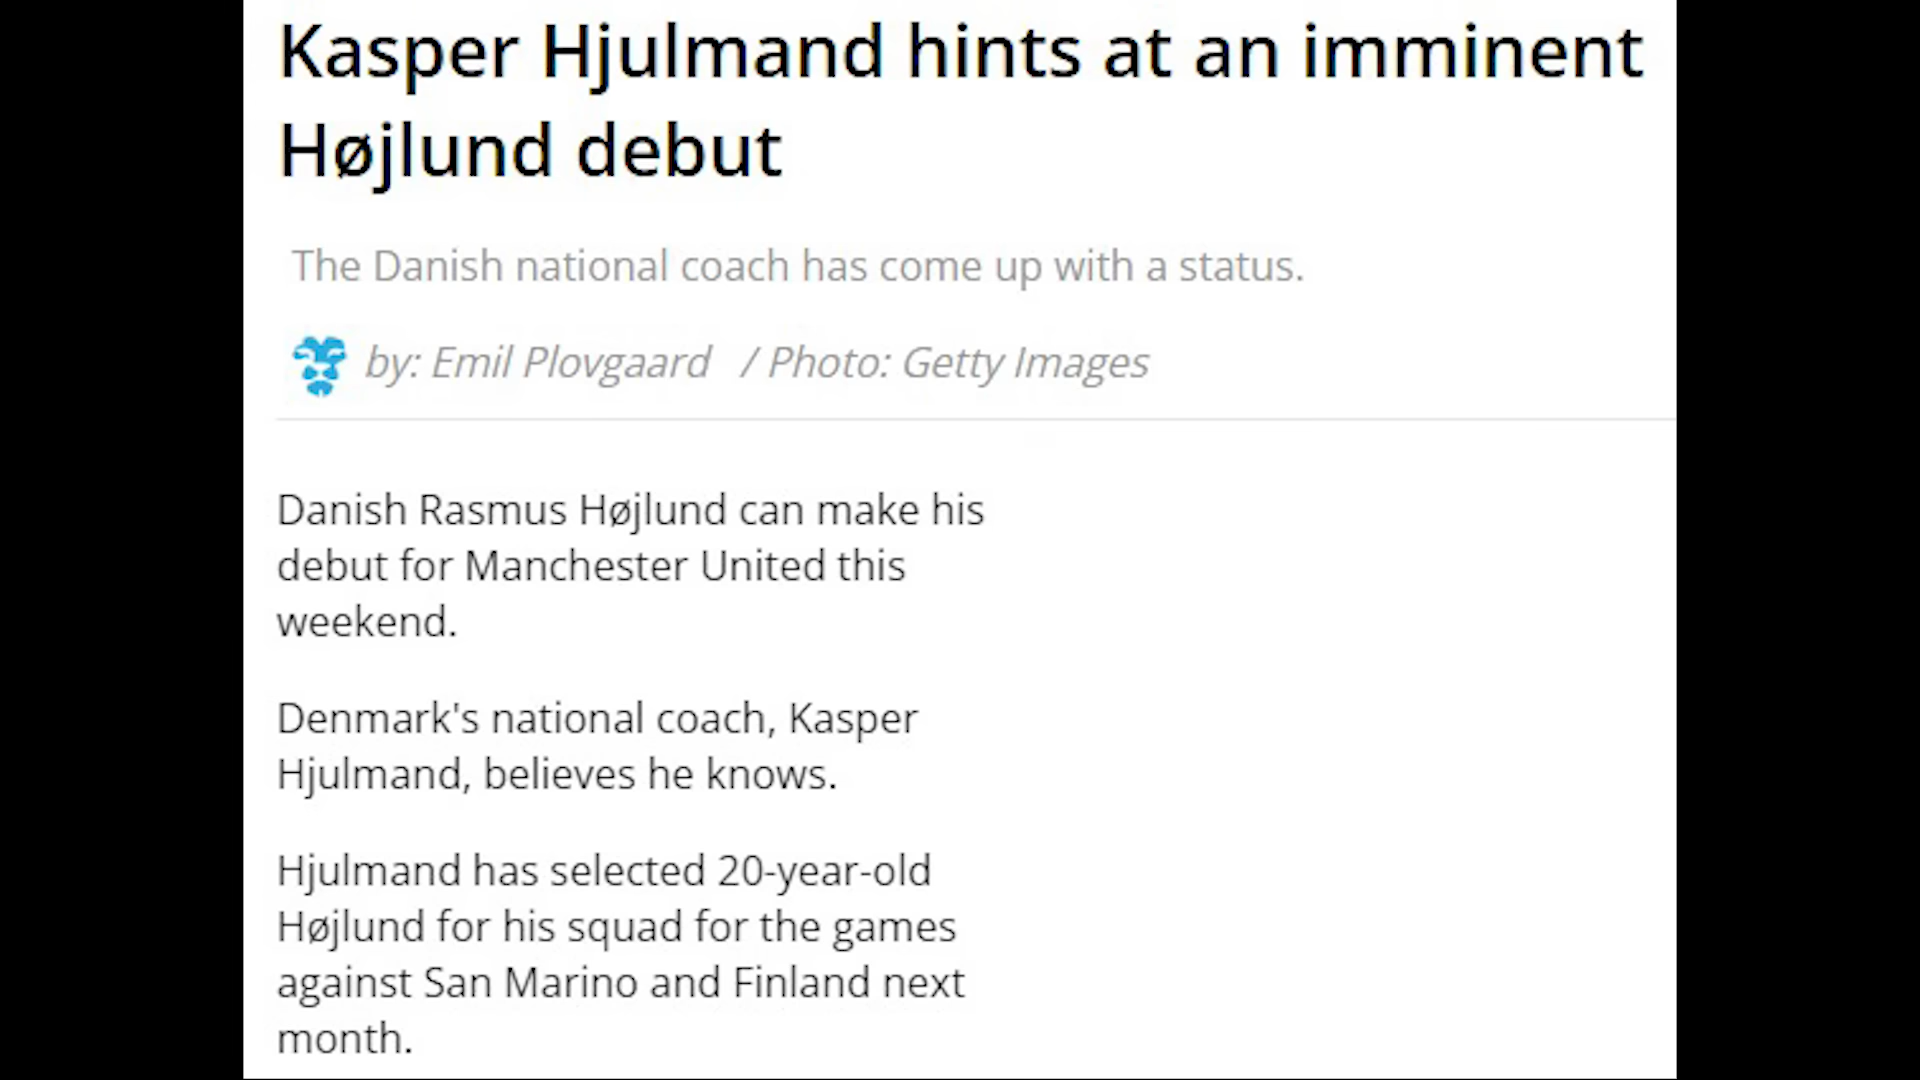 Kasper Hjulmand hints at an imminent
Højlund debut
The Danish national coach has come up with a status.
by: Emil Plovgaard / Photo: Getty Images
Danish Rasmus Højlund can make his
debut for Manchester United this
weekend.
Denmark's national coach, Kasper
Hjulmand, believes he knows.
Hjulmand has selected 20-year-old
Højlund for his squad for the games
against San Marino and Finland next
month.